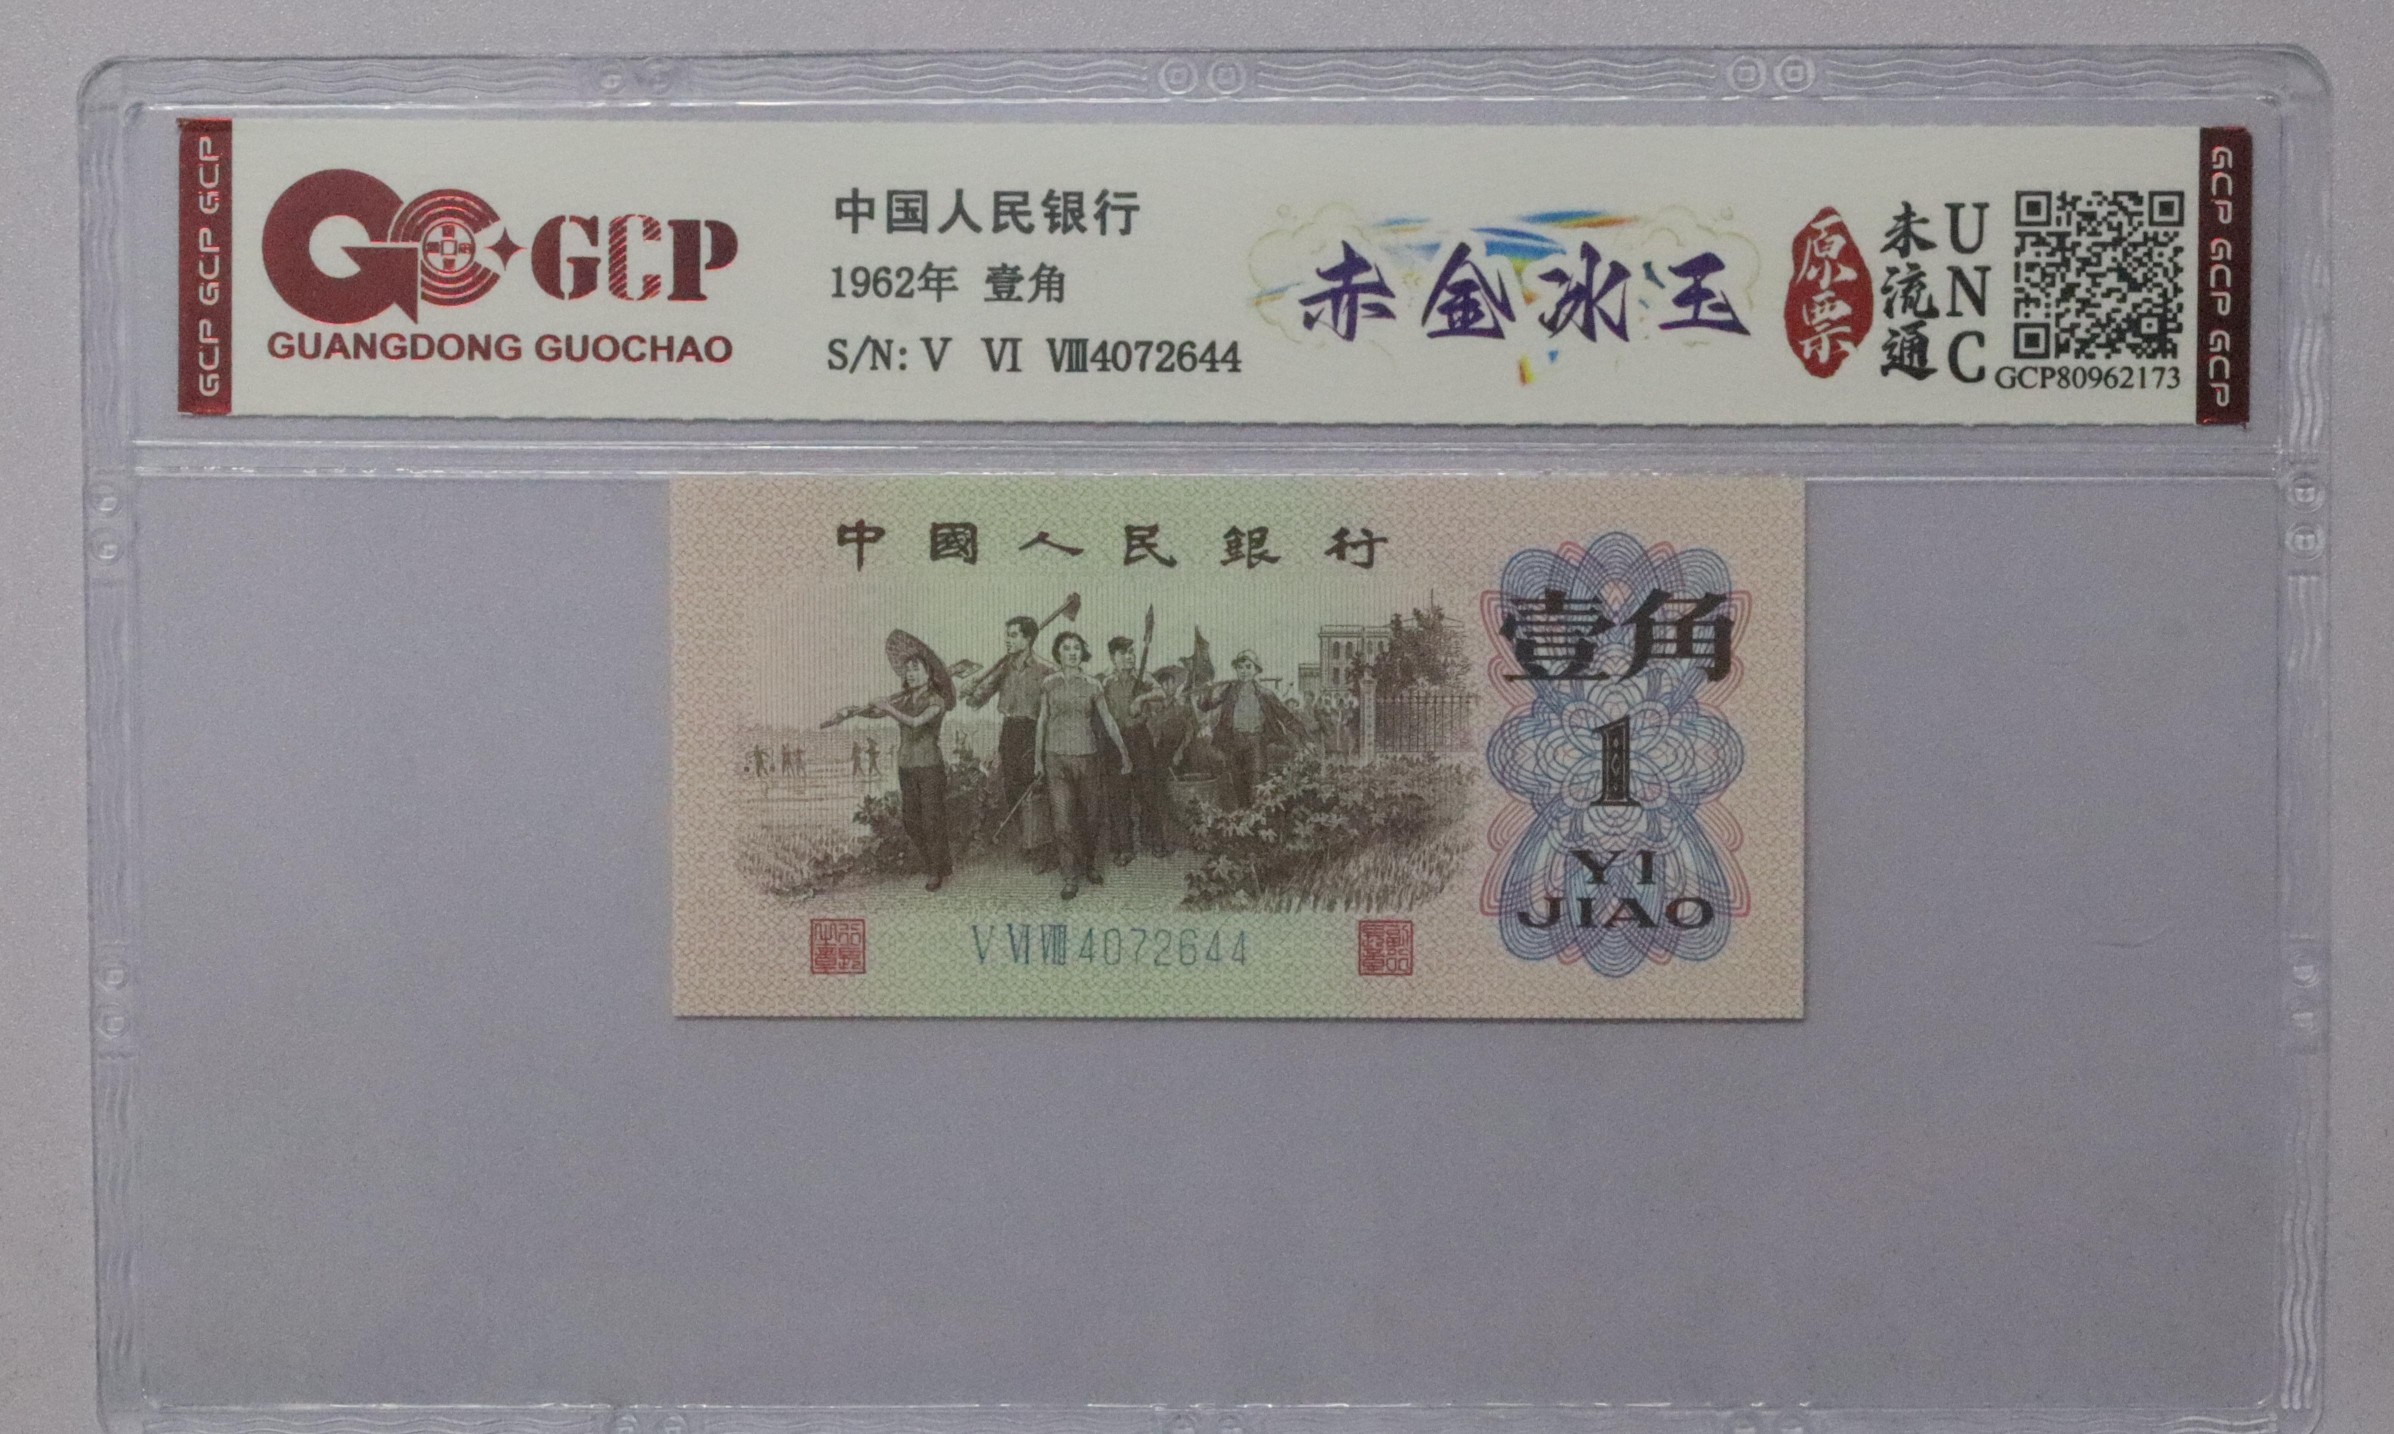 GCP GCP GCP
GCP
GUANGDONG GUOCHAO
中国人民银行
1962年 壹角
S/N: V VI VIII4072644
赤金冰玉
原票
未流通
UNC
GCP80962173
GCP GCP GCP
中國人民銀行
壹角
1
YI
JIAO
V VI VIII 4072644